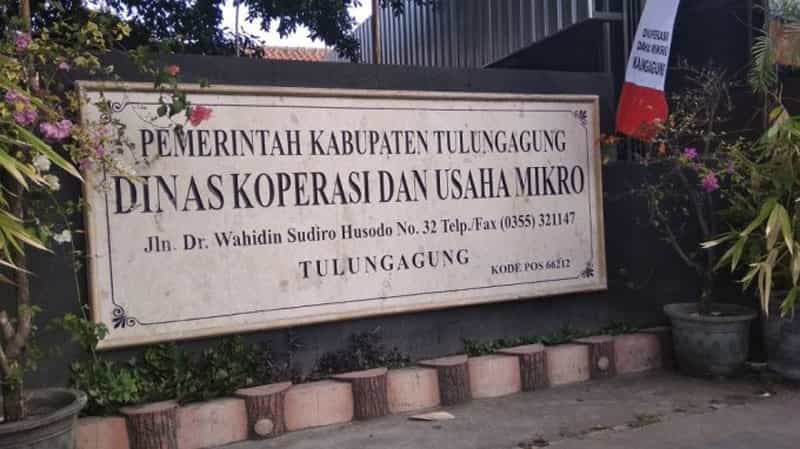 PEMERINTAH KABUPATEN TULUNGAGUNG
DINAS KOPERASI DAN USAHA MIKRO
Jln. Dr. Wahidin Sudiro Husodo No. 32 Telp./Fax (0355) 321147
TULUNGAGUNG
KODE POS 66212